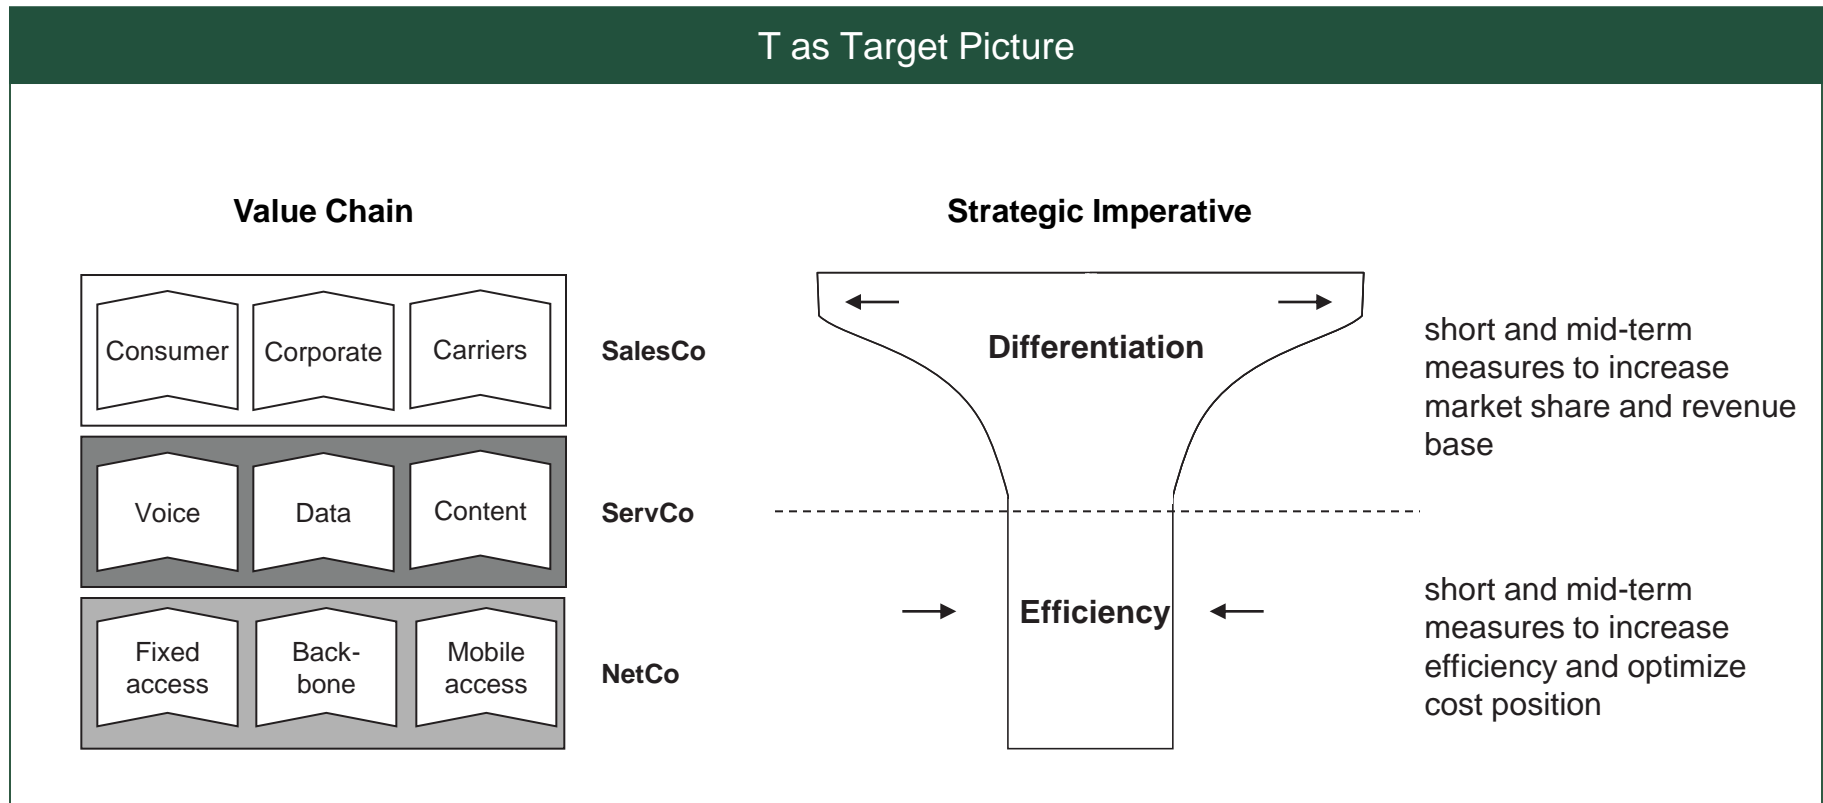 T as Target Picture
Value Chain
Strategic Imperative
Consumer
Corporate
Carriers
SalesCo
Differentiation
short and mid-term
measures to increase
market share and revenue
base
Voice
Data
Content
ServCo
Fixed
access
Back-
bone
Mobile
access
NetCo
Efficiency
short and mid-term
measures to increase
efficiency and optimize
cost position